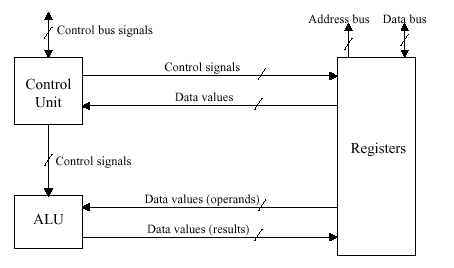 Address bus
Data bus
Control bus signals
Control signals
Control
Unit
Data values
Registers
Control signals
Data values (operands)
ALU
Data values (results)